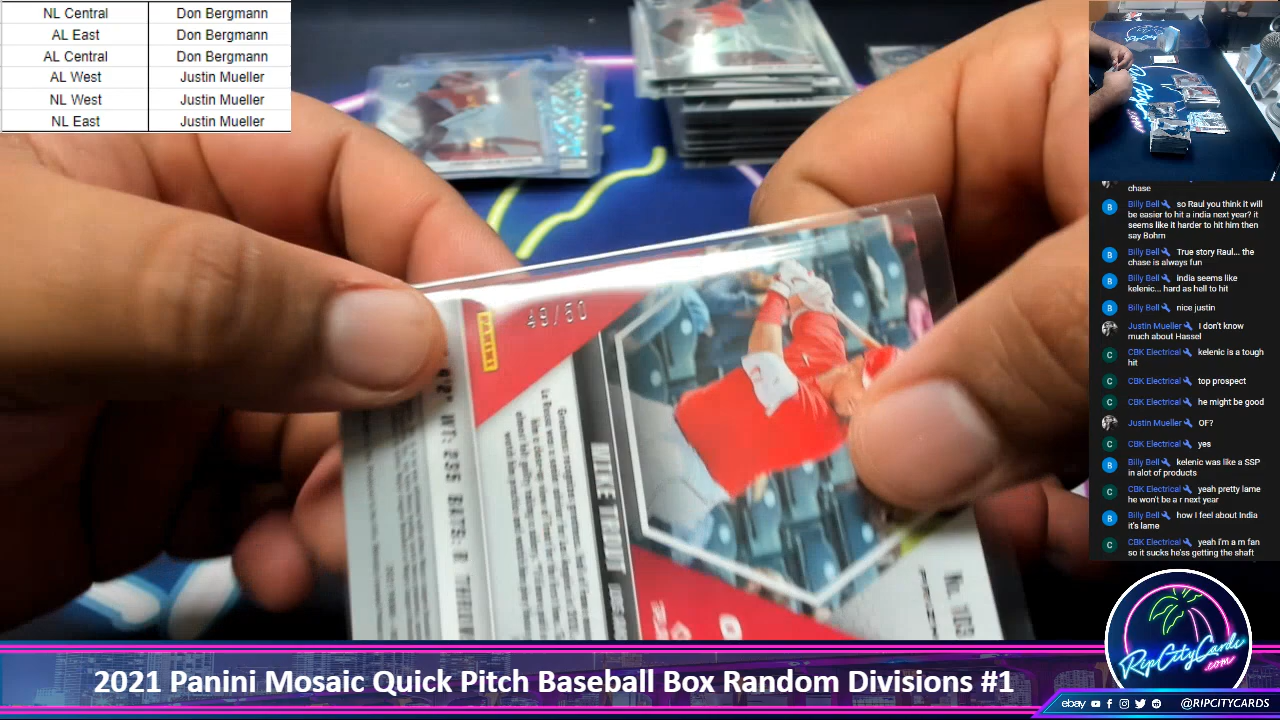 NL Central Don Bergmann
AL East Don Bergmann
AL Central Don Bergmann
AL West Justin Mueller
NL West Justin Mueller
NL East Justin Mueller
49/50
PANINI
WT: 235 BATS: R
chase
B Billy Bell so Raul you think it will
be easier to hit a india next year? it
seems like it harder to hit him then
say Bohm
B Billy Bell True story Raul... the
chase is always fun
B Billy Bell india seems like
kelenic... hard as hell to hit
B Billy Bell nice justin
Justin Mueller I don't know
much about Hassel
C CBK Electrical kelenic is a tough
hit
C CBK Electrical top prospect
C CBK Electrical he might be good
Justin Mueller OF?
C CBK Electrical yes
B Billy Bell kelenic was like a SSP
in alot of products
C CBK Electrical yeah pretty lame
he won't be a r next year
B Billy Bell how I feel about India
it's lame
C CBK Electrical yeah i'm a m fan
so it sucks he'ss getting the shaft
RipCityCards
.com
2021 Panini Mosaic Quick Pitch Baseball Box Random Divisions #1
ebay @RIPCITYCARDS